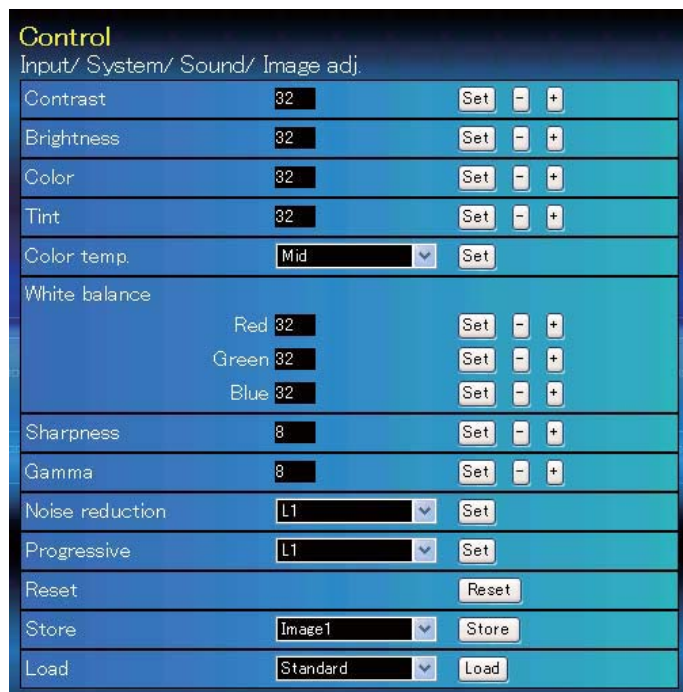 Control
Input/ System/ Sound/ Image adj.
Contrast 32 Set - +
Brightness 32 Set - +
Color 32 Set - +
Tint 32 Set - +
Color temp. Mid Set
White balance
Red 32 Set - +
Green 32 Set - +
Blue 32 Set - +
Sharpness 8 Set - +
Gamma 8 Set - +
Noise reduction L1 Set
Progressive L1 Set
Reset Reset
Store Image1 Store
Load Standard Load